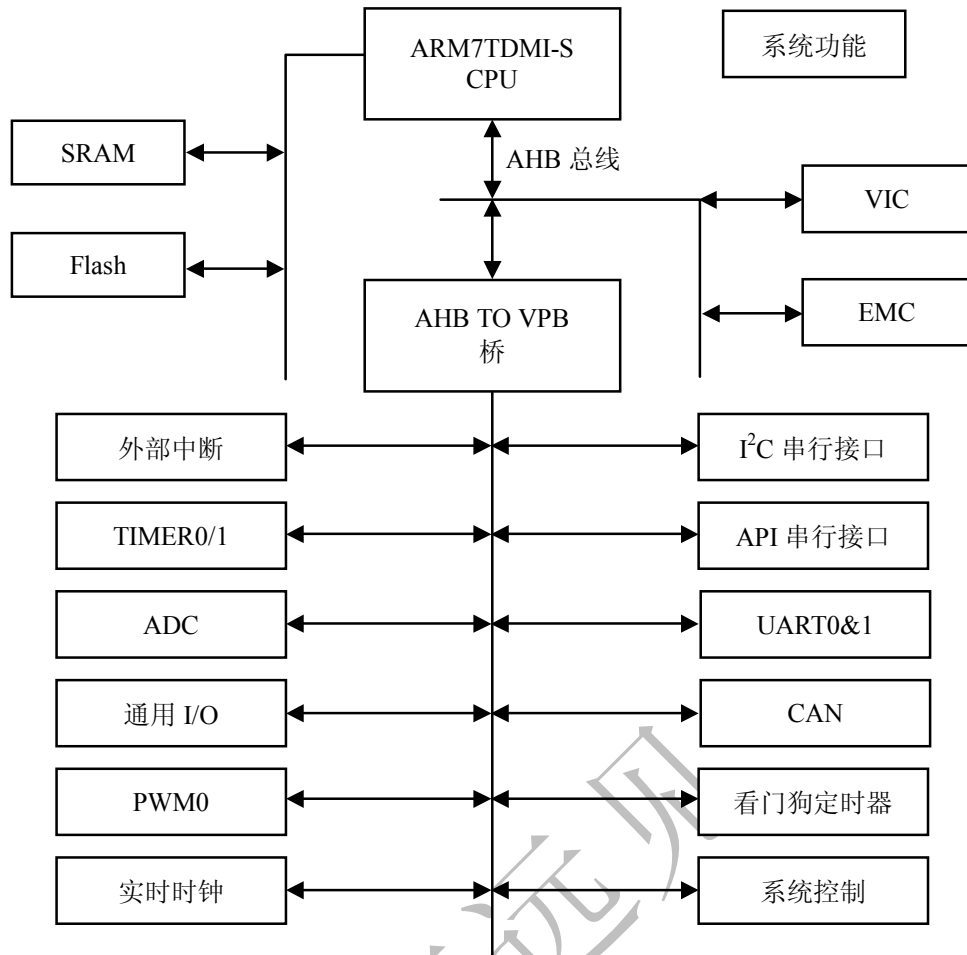 ARM7TDMI-S
CPU
系统功能
SRAM
AHB 总线
VIC
Flash
AHB TO VPB
桥
EMC
外部中断
I²C 串行接口
TIMER0/1
API 串行接口
ADC
UART0&1
通用 I/O
CAN
PWM0
看门狗定时器
实时时钟
系统控制
远见